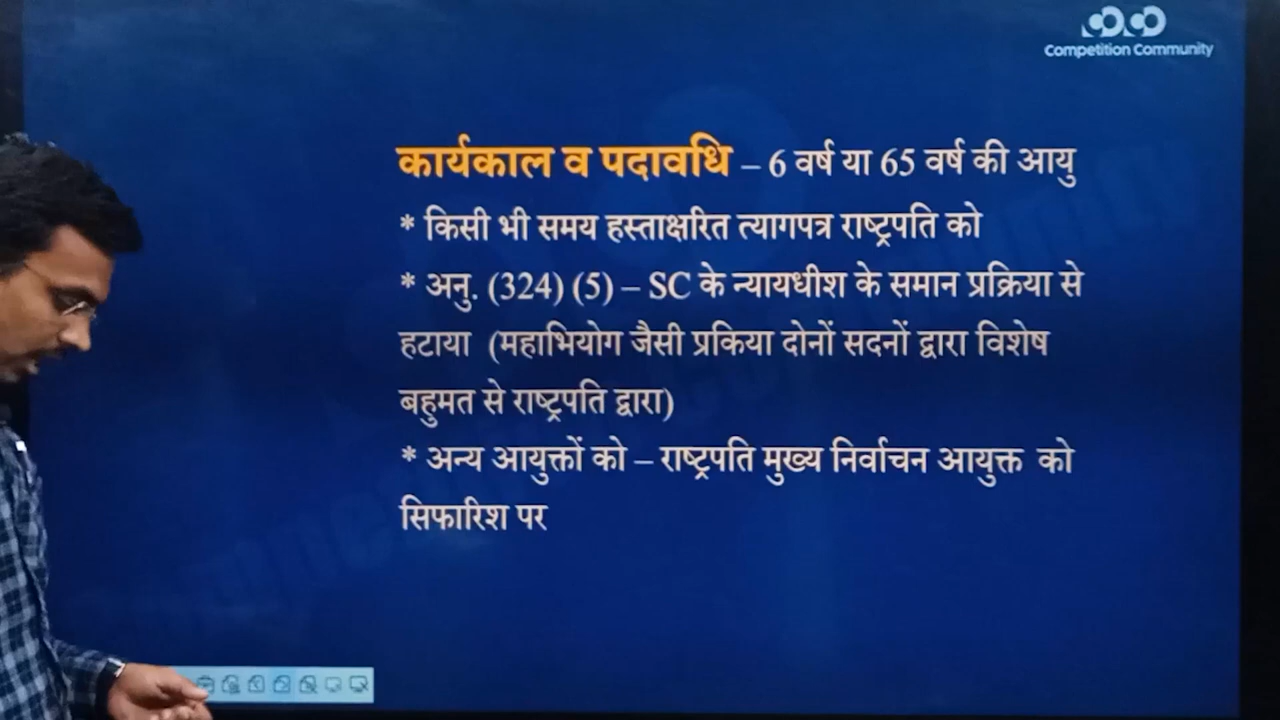 Competition Community
कार्यकाल व पदावधि – 6 वर्ष या 65 वर्ष की आयु
* किसी भी समय हस्ताक्षरित त्यागपत्र राष्ट्रपति को
* अनु. (324) (5) – SC के न्यायधीश के समान प्रक्रिया से
हटाया (महाभियोग जैसी प्रकिया दोनों सदनों द्वारा विशेष
बहुमत से राष्ट्रपति द्वारा)
* अन्य आयुक्तों को – राष्ट्रपति मुख्य निर्वाचन आयुक्त को
सिफारिश पर